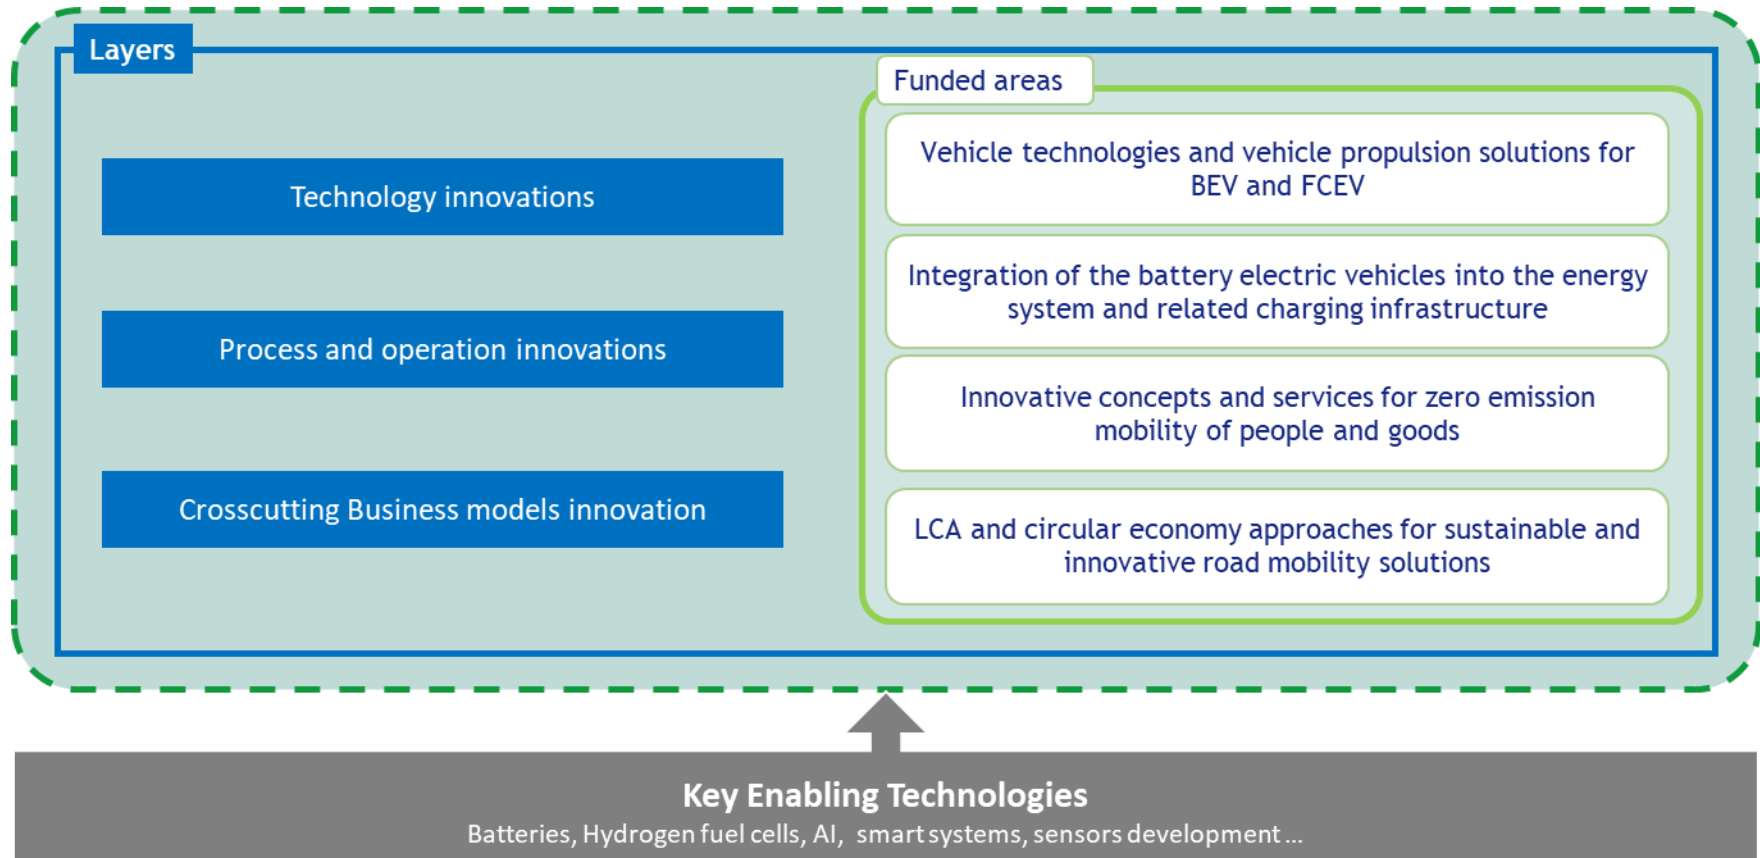 Layers
Technology innovations
Process and operation innovations
Crosscutting Business models innovation
Funded areas
Vehicle technologies and vehicle propulsion solutions for
BEV and FCEV
Integration of the battery electric vehicles into the energy
system and related charging infrastructure
Innovative concepts and services for zero emission
mobility of people and goods
LCA and circular economy approaches for sustainable and
innovative road mobility solutions
Key Enabling Technologies
Batteries, Hydrogen fuel cells, AI, smart systems, sensors development ...